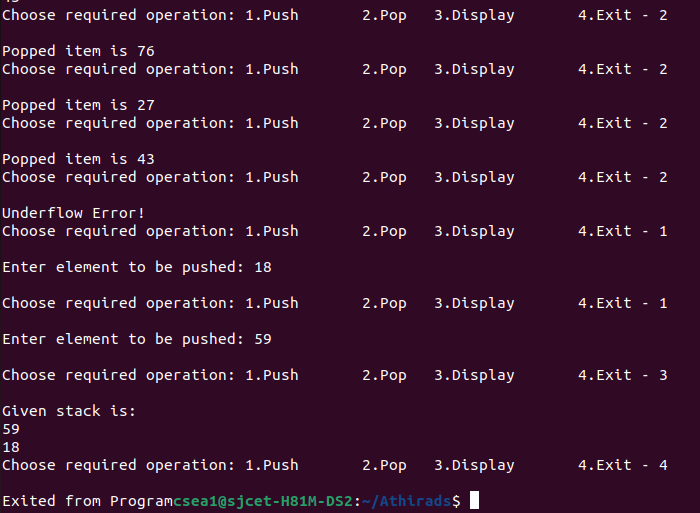 Choose required operation: 1.Push 2.Pop 3.Display 4.Exit - 2
Popped item is 76
Choose required operation: 1.Push 2.Pop 3.Display 4.Exit - 2
Popped item is 27
Choose required operation: 1.Push 2.Pop 3.Display 4.Exit - 2
Popped item is 43
Choose required operation: 1.Push 2.Pop 3.Display 4.Exit - 2
Underflow Error!
Choose required operation: 1.Push 2.Pop 3.Display 4.Exit - 1
Enter element to be pushed: 18
Choose required operation: 1.Push 2.Pop 3.Display 4.Exit - 1
Enter element to be pushed: 59
Choose required operation: 1.Push 2.Pop 3.Display 4.Exit - 3
Given stack is:
59
18
Choose required operation: 1.Push 2.Pop 3.Display 4.Exit - 4
Exited from Programcsea1@sjcet-H81M-DS2:~/Athirads$